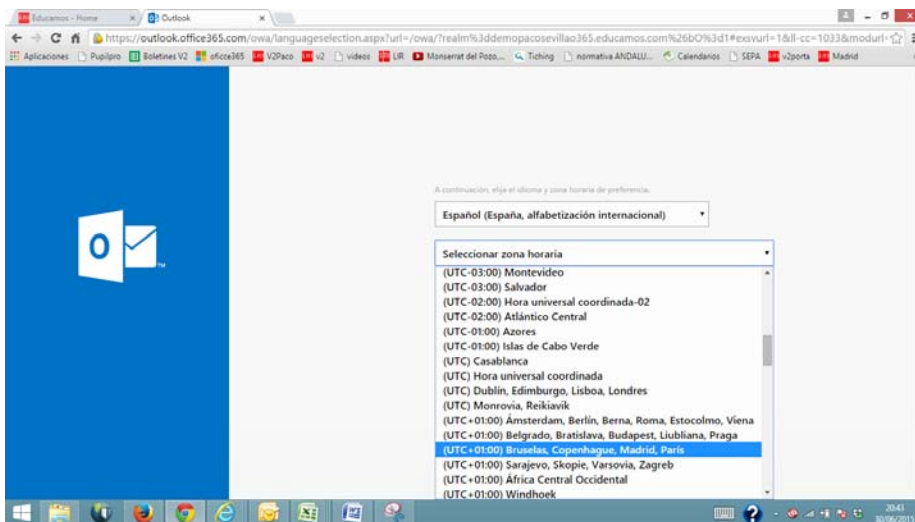 Educamos - Home
Outlook
https://outlook.office365.com/owa/languageselection.aspx?url=/owa/?realm%3ddemopacosevillao365.educamos.com%26bO%3d1#exsvurl=1&ll-cc=1033&modurl=
Aplicaciones Pupilpro Boletines V2 oficce365 V2Paco v2 videos LIR Monserrat del Pozo... Tiching normativa ANDALU... Calendarios SEPA v2porta Madrid
A continuación, elija el idioma y zona horaria de preferencia.
Español (España, alfabetización internacional)
Seleccionar zona horaria
(UTC-03:00) Montevideo
(UTC-03:00) Salvador
(UTC-02:00) Hora universal coordinada-02
(UTC-02:00) Atlántico Central
(UTC-01:00) Azores
(UTC-01:00) Islas de Cabo Verde
(UTC) Casablanca
(UTC) Hora universal coordinada
(UTC) Dublín, Edimburgo, Lisboa, Londres
(UTC) Monrovia, Reikiavik
(UTC+01:00) Ámsterdam, Berlín, Berna, Roma, Estocolmo, Viena
(UTC+01:00) Belgrado, Bratislava, Budapest, Liubliana, Praga
(UTC+01:00) Bruselas, Copenhague, Madrid, París
(UTC+01:00) Sarajevo, Skopie, Varsovia, Zagreb
(UTC+01:00) África Central Occidental
(UTC+01:00) Windhoek
20:43